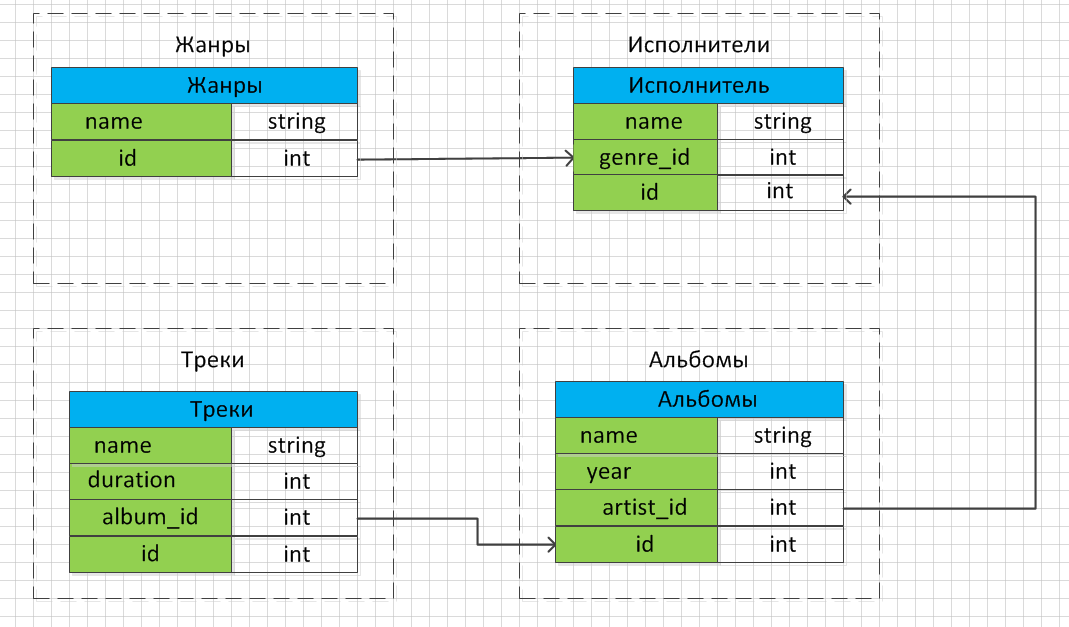 Жанры
Жанры
name string
id int
Исполнители
Исполнитель
name string
genre_id int
id int
Треки
Треки
name string
duration int
album_id int
id int
Альбомы
Альбомы
name string
year int
artist_id int
id int